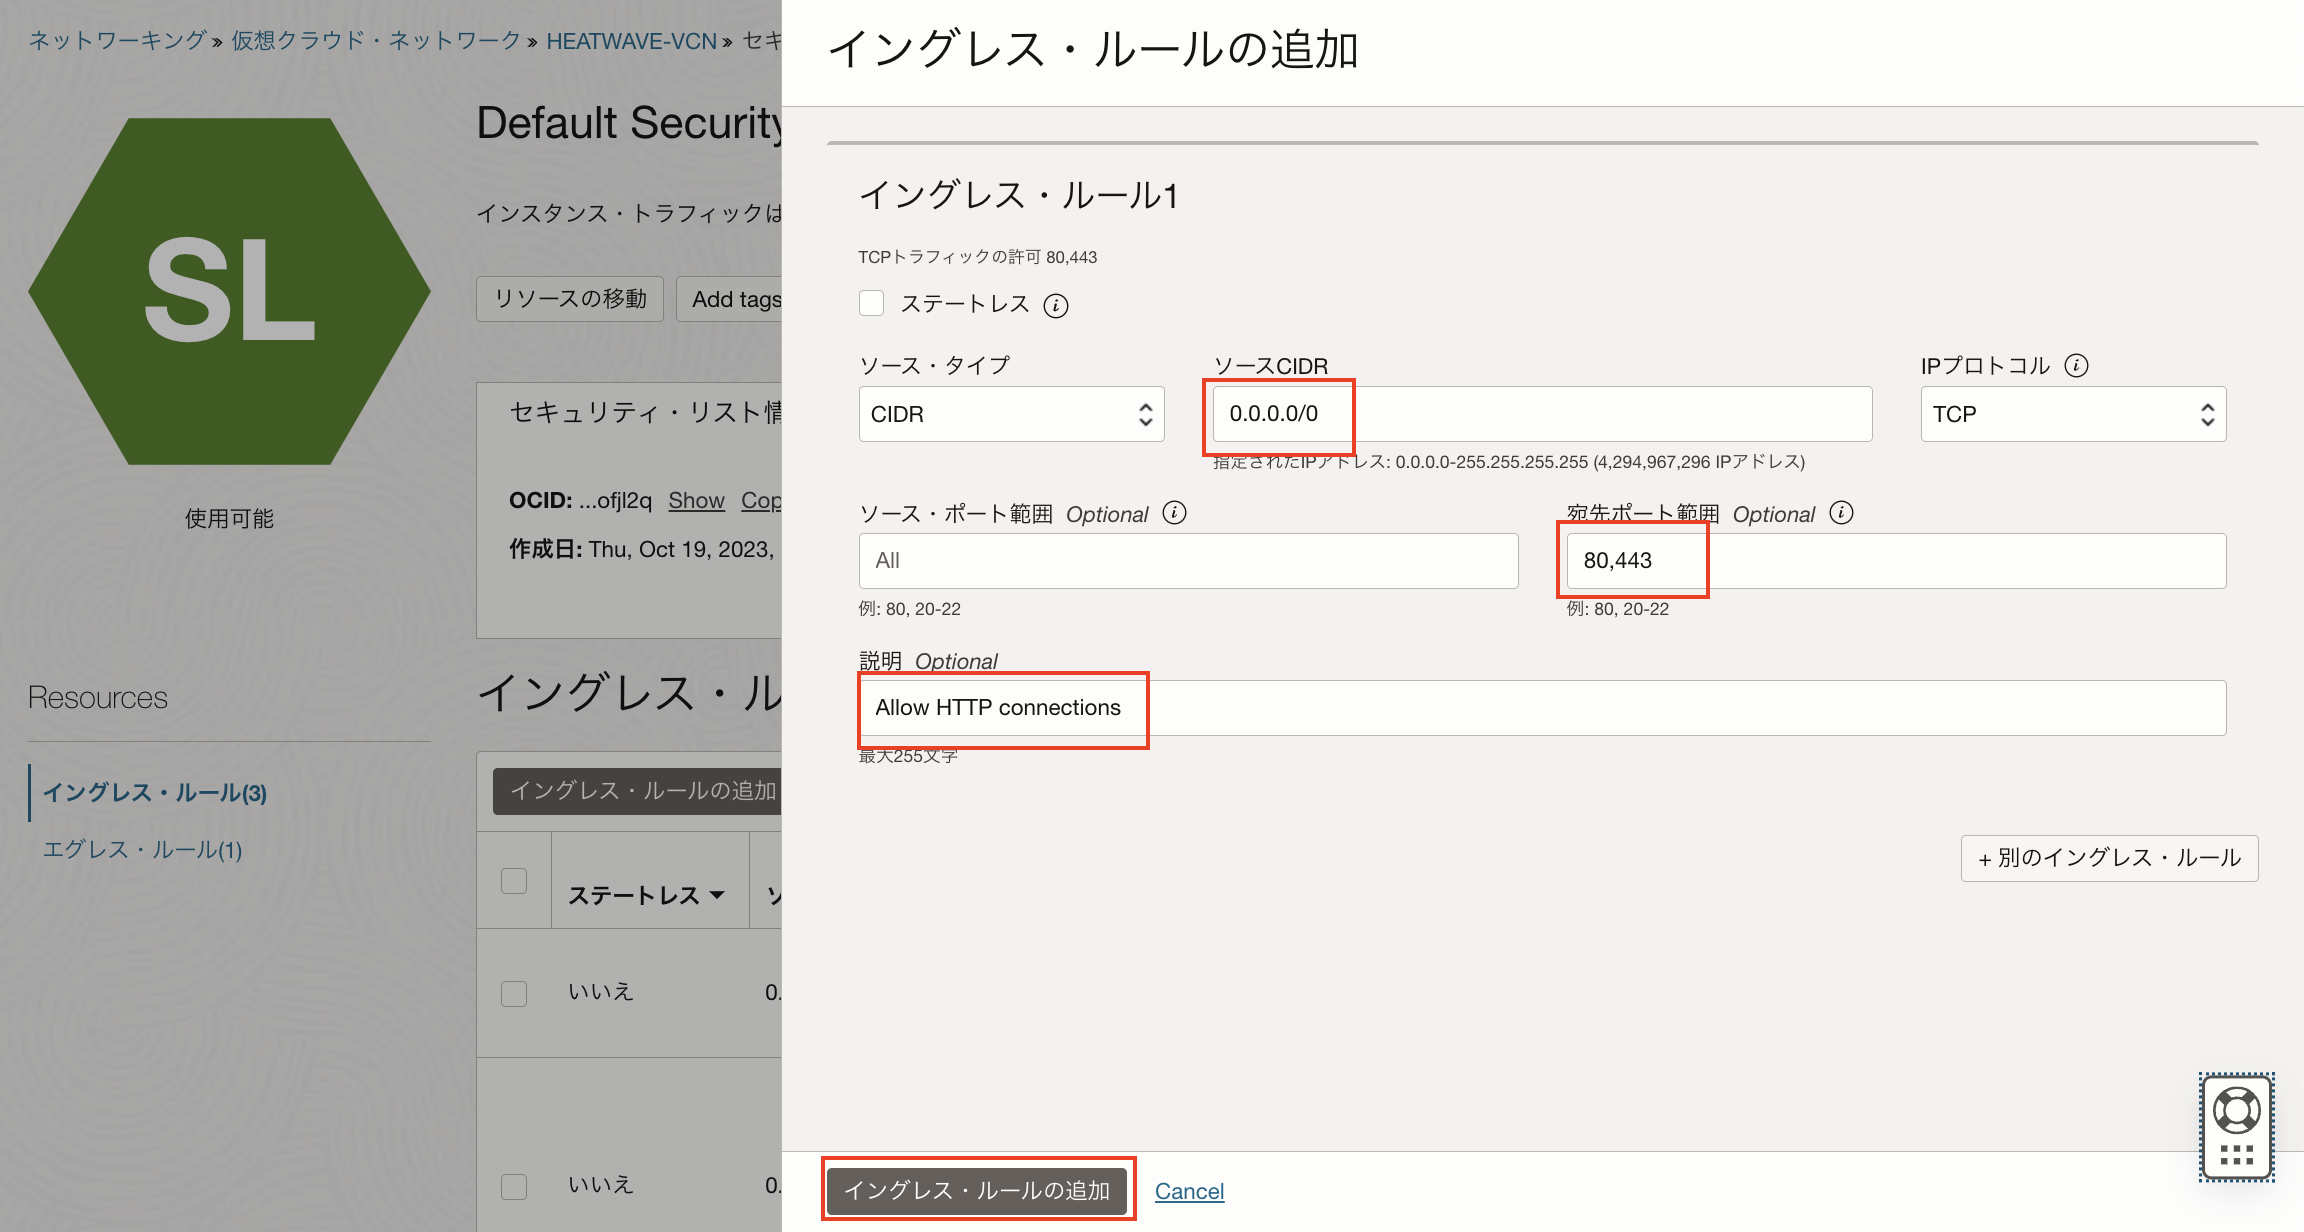 ネットワーキング » 仮想クラウド・ネットワーク » HEATWAVE-VCN » セキ
SL
使用可能
Default Security
インスタンス・トラフィックは
リソースの移動
Add tags
セキュリティ・リスト情
OCID: ...ofjl2q Show Cop
作成日: Thu, Oct 19, 2023,
Resources
イングレス・ルール(3)
エグレス・ルール(1)
イングレス・ル
イングレス・ルールの追加
ステートレス
ソ
いいえ 0.
いいえ 0.
イングレス・ルールの追加
イングレス・ルール1
TCPトラフィックの許可 80,443
ステートレス
ソース・タイプ
CIDR
ソースCIDR
0.0.0.0/0
指定されたIPアドレス: 0.0.0.0-255.255.255.255 (4,294,967,296 IPアドレス)
IPプロトコル
TCP
ソース・ポート範囲 Optional
All
例: 80, 20-22
宛先ポート範囲 Optional
80,443
例: 80, 20-22
説明 Optional
Allow HTTP connections
最大255文字
+ 別のイングレス・ルール
イングレス・ルールの追加
Cancel